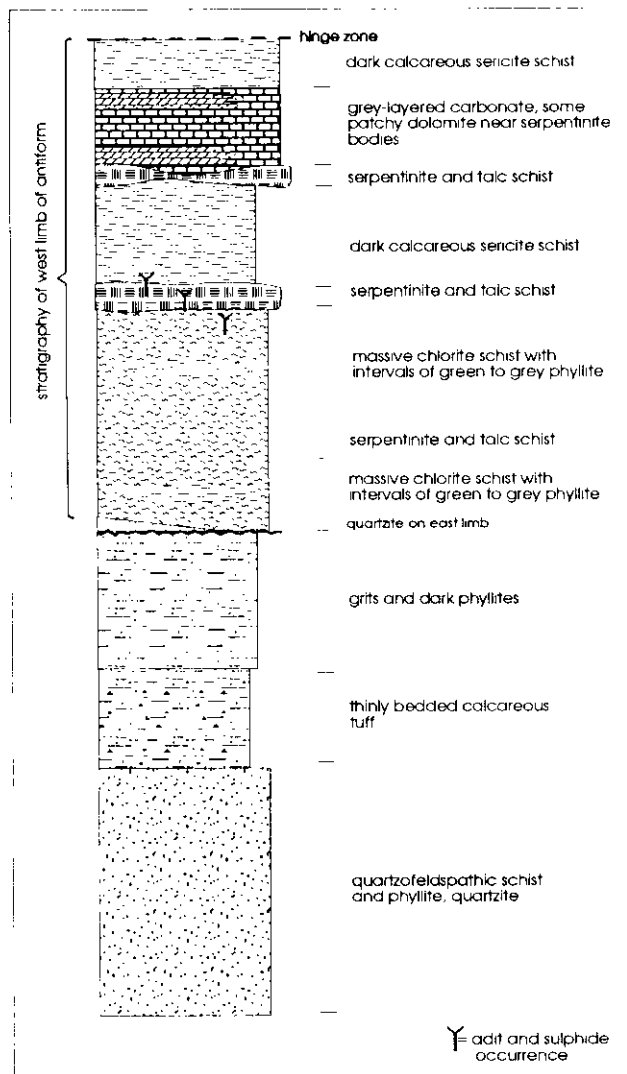 hinge zone
dark calcareous sericite schist
grey-layered carbonate, some
patchy dolomite near serpentinite
bodies
serpentinite and talc schist
stratigraphy of west limb of antiform
dark calcareous sericite schist
serpentinite and talc schist
massive chlorite schist with
intervals of green to grey phyllite
serpentinite and talc schist
massive chlorite schist with
intervals of green to grey phyllite
quartzite on east limb
grits and dark phyllites
thinly bedded calcareous
tuff
quartzofeldspathic schist
and phyllite, quartzite
= adit and sulphide
occurrence